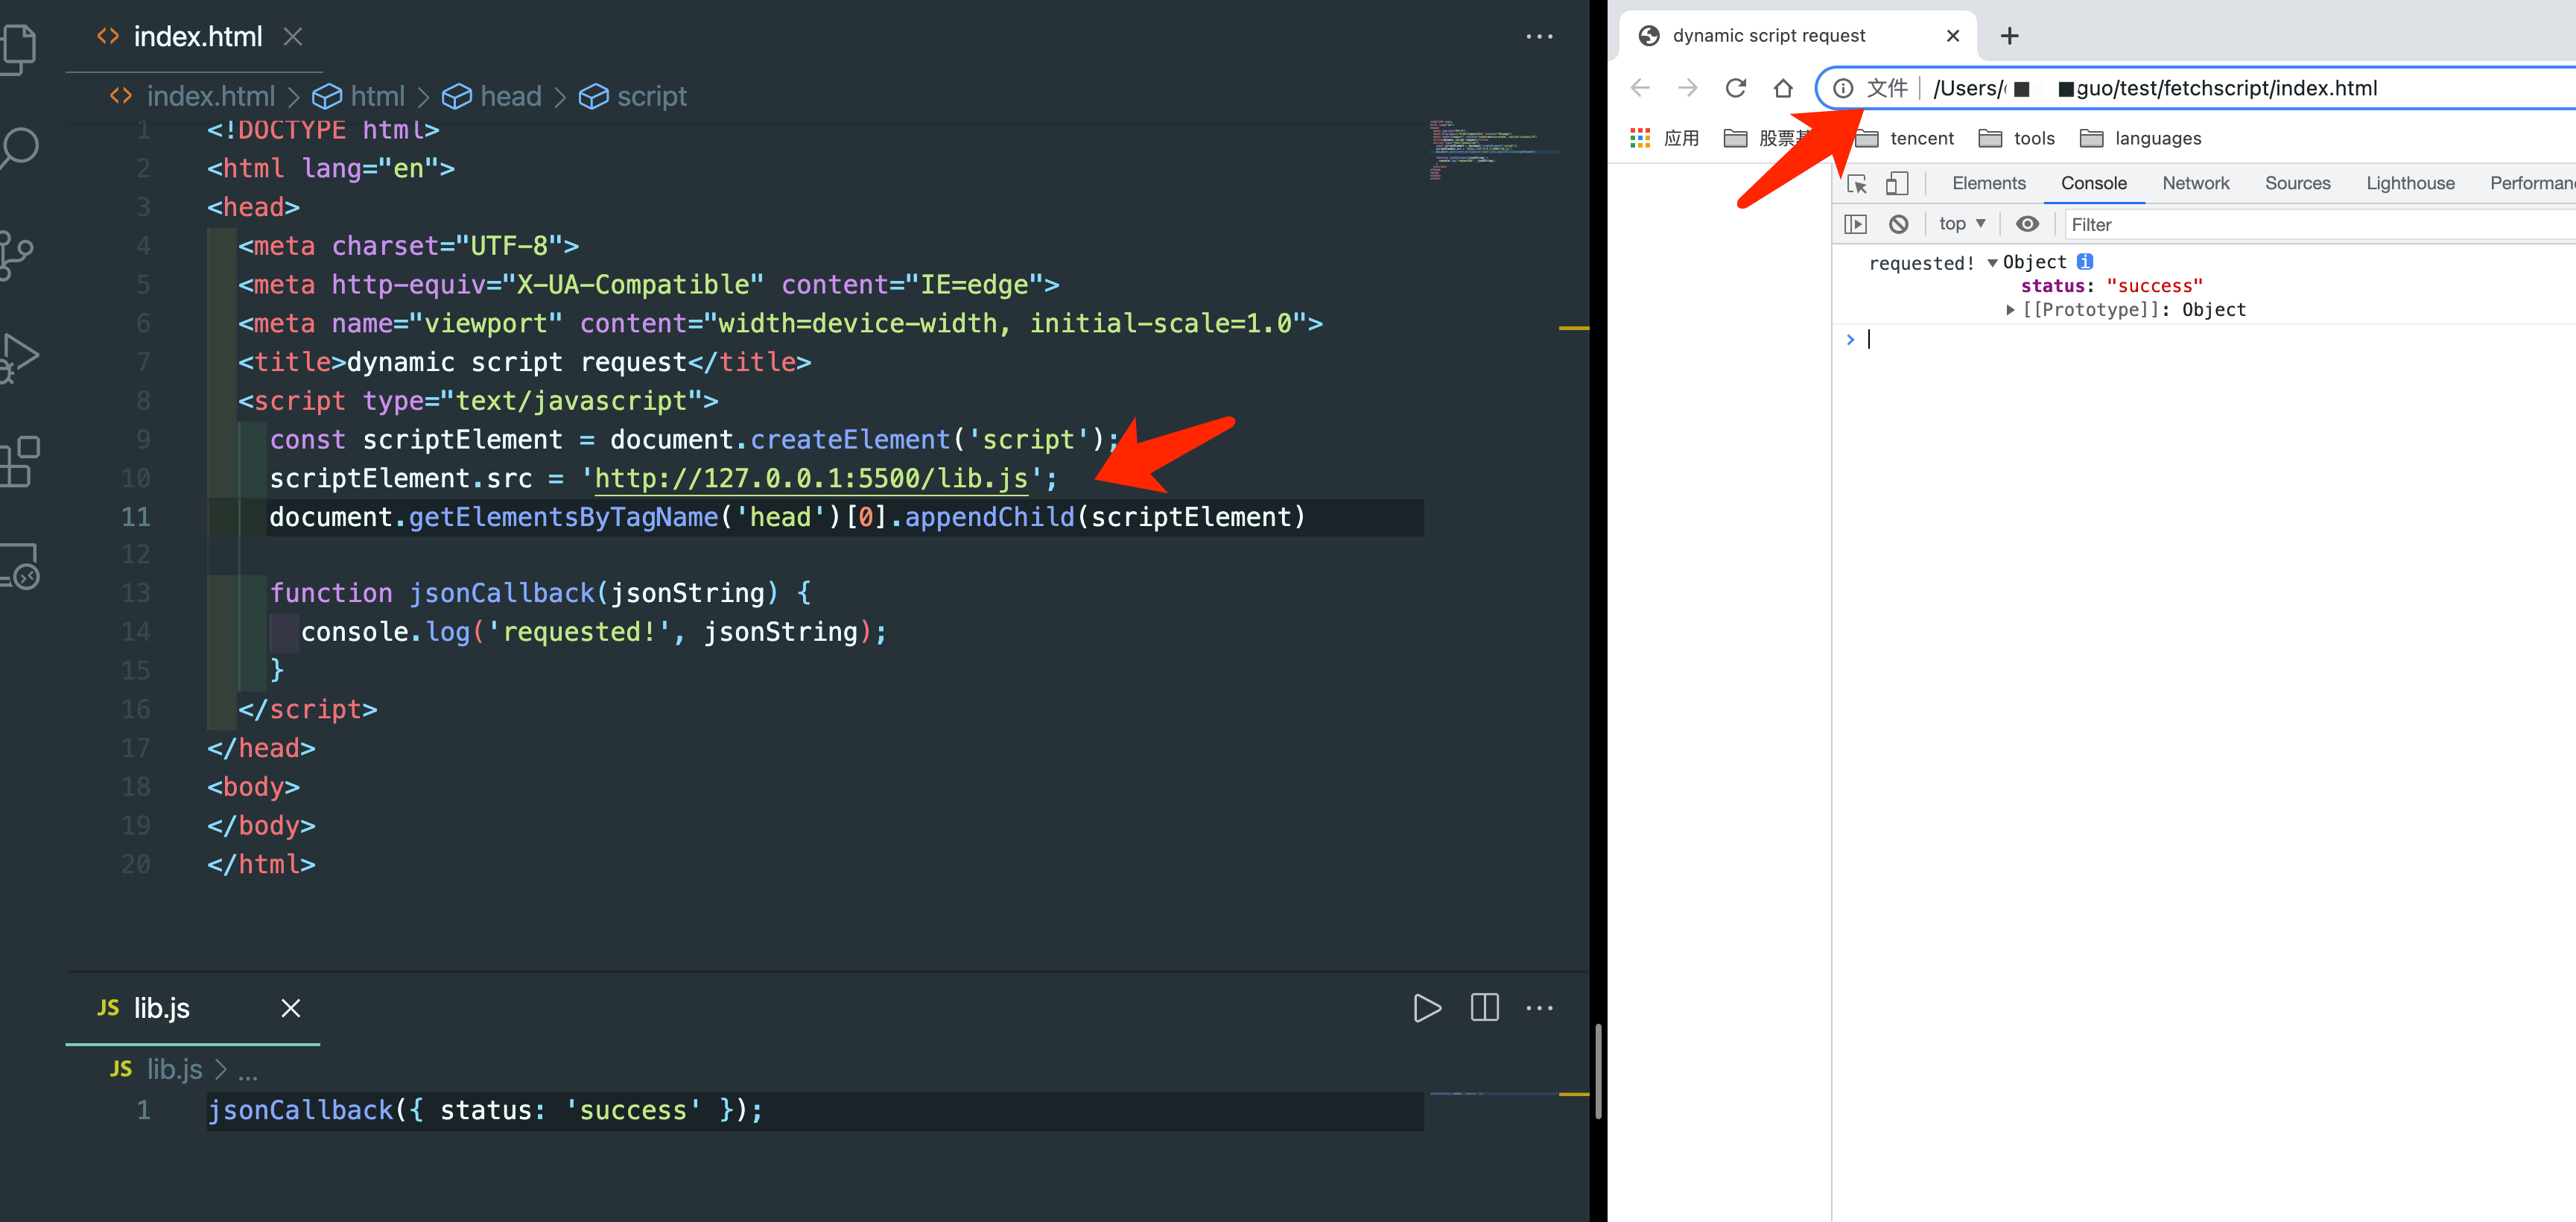 index.html
index.html > html > head > script
1 <!DOCTYPE html>
2 <html lang="en">
3 <head>
4 <meta charset="UTF-8">
5 <meta http-equiv="X-UA-Compatible" content="IE=edge">
6 <meta name="viewport" content="width=device-width, initial-scale=1.0">
7 <title>dynamic script request</title>
8 <script type="text/javascript">
9 const scriptElement = document.createElement('script');
10 scriptElement.src = 'http://127.0.0.1:5500/lib.js';
11 document.getElementsByTagName('head')[0].appendChild(scriptElement)
12
13 function jsonCallback(jsonString) {
14 console.log('requested!', jsonString);
15 }
16 </script>
17 </head>
18 <body>
19 </body>
20 </html>
JS lib.js
JS lib.js > ...
1 jsonCallback({ status: 'success' });
dynamic script request
文件 /Users/ guo/test/fetchscript/index.html
应用 股票 tencent tools languages
Elements Console Network Sources Lighthouse Performan
top Filter
requested! Object i
status: "success"
[[Prototype]]: Object
>